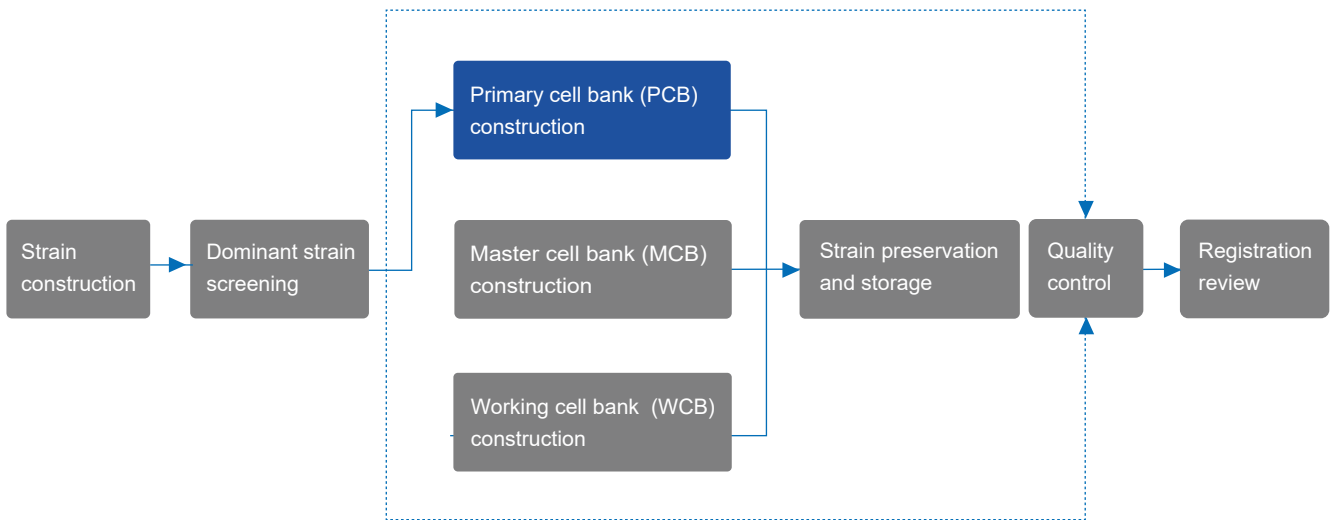 Strain
construction
Dominant strain
screening
Primary cell bank (PCB)
construction
Master cell bank (MCB)
construction
Working cell bank (WCB)
construction
Strain preservation
and storage
Quality
control
Registration
review